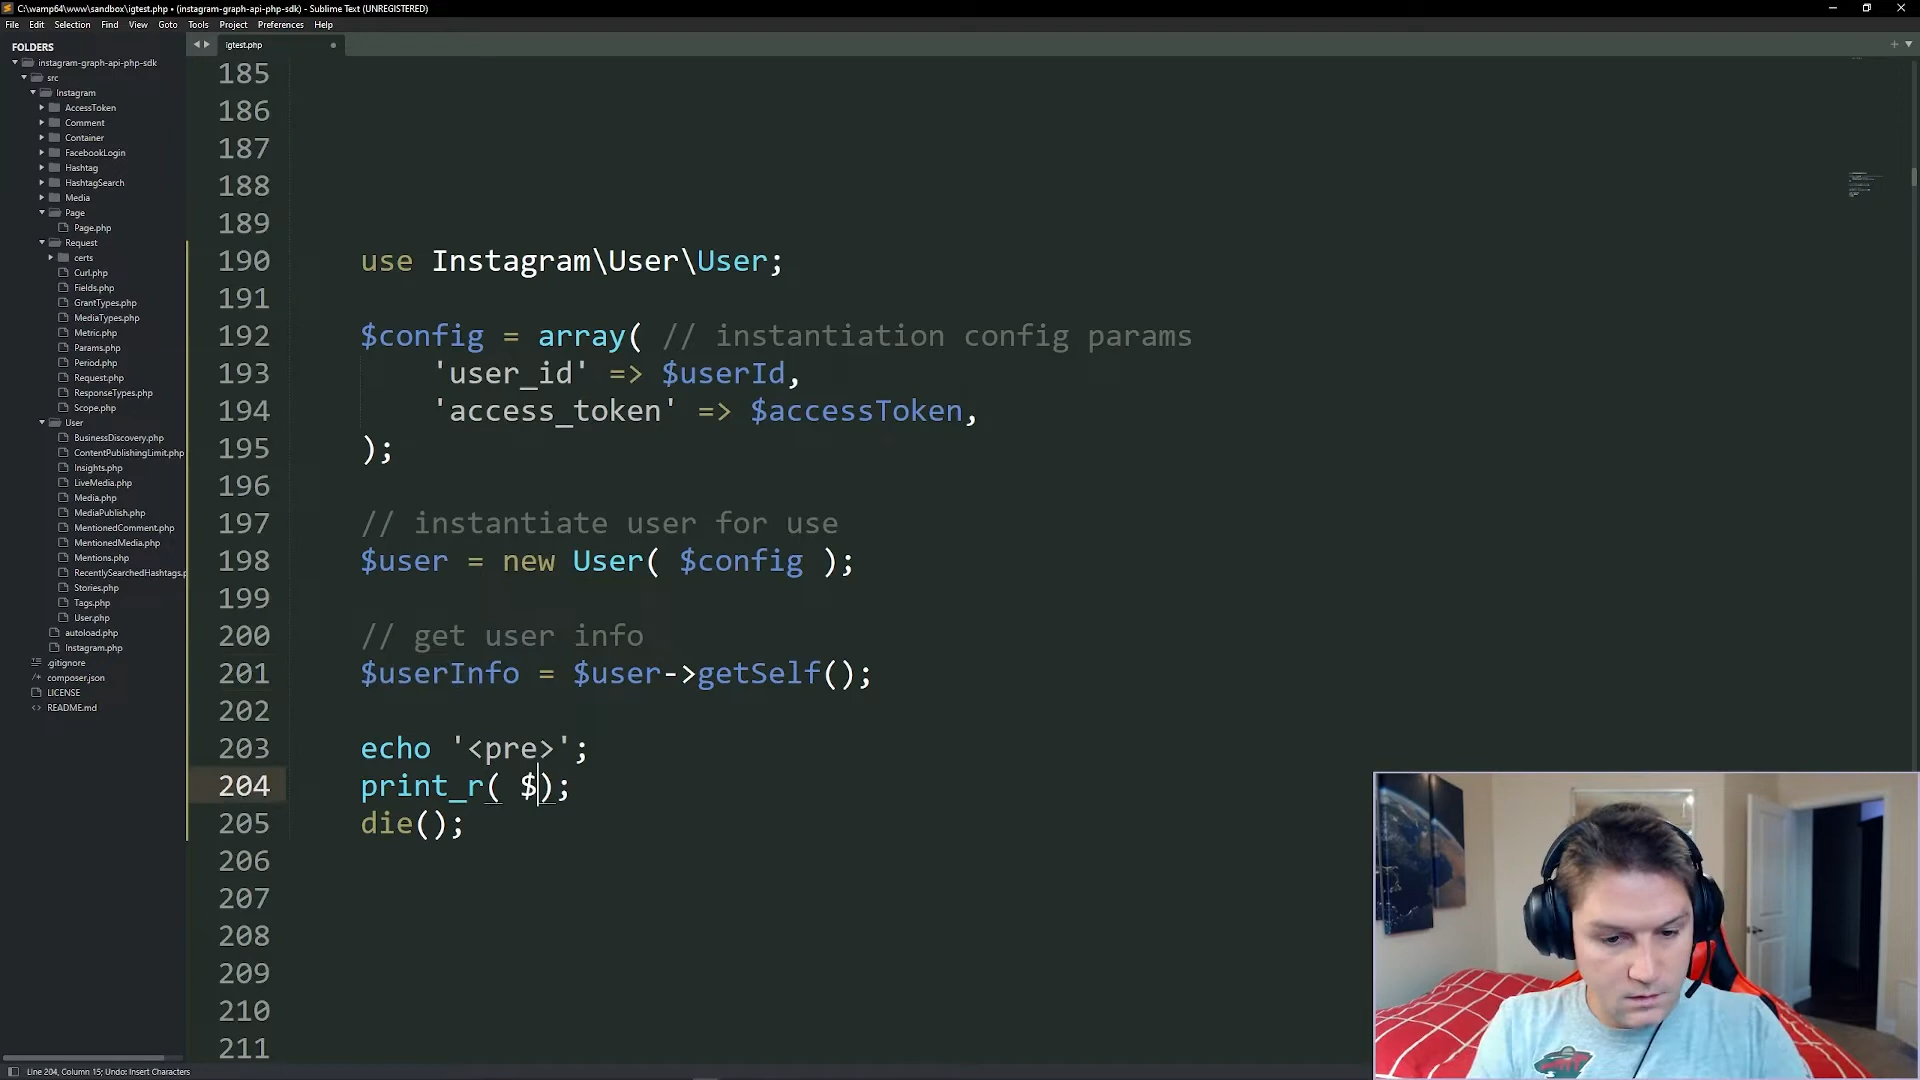 C:\wamp64\www\sandbox\igtest.php • (instagram-graph-api-php-sdk) - Sublime Text (UNREGISTERED)
File Edit Selection Find View Goto Tools Project Preferences Help
FOLDERS
instagram-graph-api-php-sdk
src
Instagram
AccessToken
Comment
Container
FacebookLogin
Hashtag
HashtagSearch
Media
Page
Page.php
Request
certs
Curl.php
Fields.php
GrantTypes.php
MediaTypes.php
Metric.php
Params.php
Period.php
Request.php
ResponseTypes.php
Scope.php
User
BusinessDiscovery.php
ContentPublishingLimit.php
Insights.php
LiveMedia.php
Media.php
MediaPublish.php
MentionedComment.php
MentionedMedia.php
Mentions.php
RecentlySearchedHashtags.p
Stories.php
Tags.php
User.php
autoload.php
Instagram.php
.gitignore
composer.json
LICENSE
README.md
igtest.php
185
186
187
188
189
190 use Instagram\User\User;
191
192 $config = array( // instantiation config params
193 'user_id' => $userId,
194 'access_token' => $accessToken,
195 );
196
197 // instantiate user for use
198 $user = new User( $config );
199
200 // get user info
201 $userInfo = $user->getSelf();
202
203 echo '<pre>';
204 print_r( $);
205 die();
206
207
208
209
210
211
Line 204, Column 15; Undo: Insert Characters